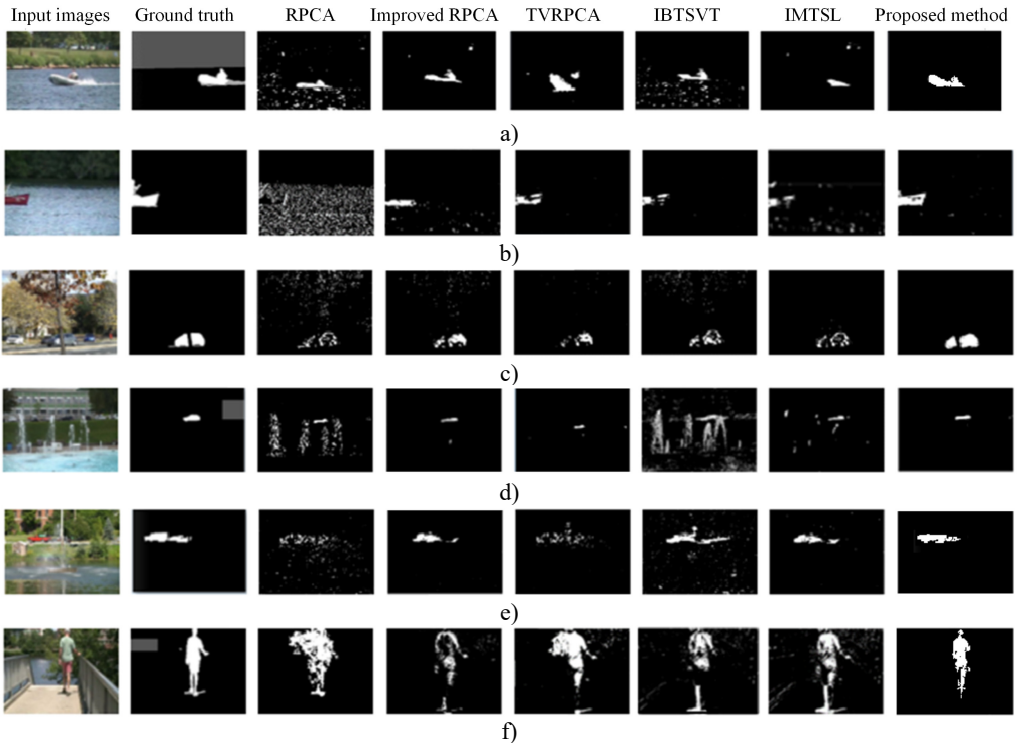 Input images Ground truth RPCA Improved RPCA TVRPCA IBTSVT IMTSL Proposed method
a)
b)
c)
d)
e)
f)